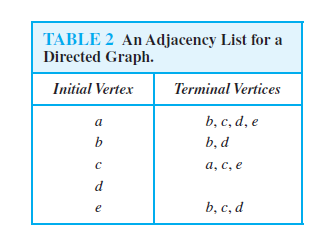 TABLE 2 An Adjacency List for a
Directed Graph.
Initial Vertex Terminal Vertices
a b, c, d, e
b b, d
c a, c, e
d
e b, c, d